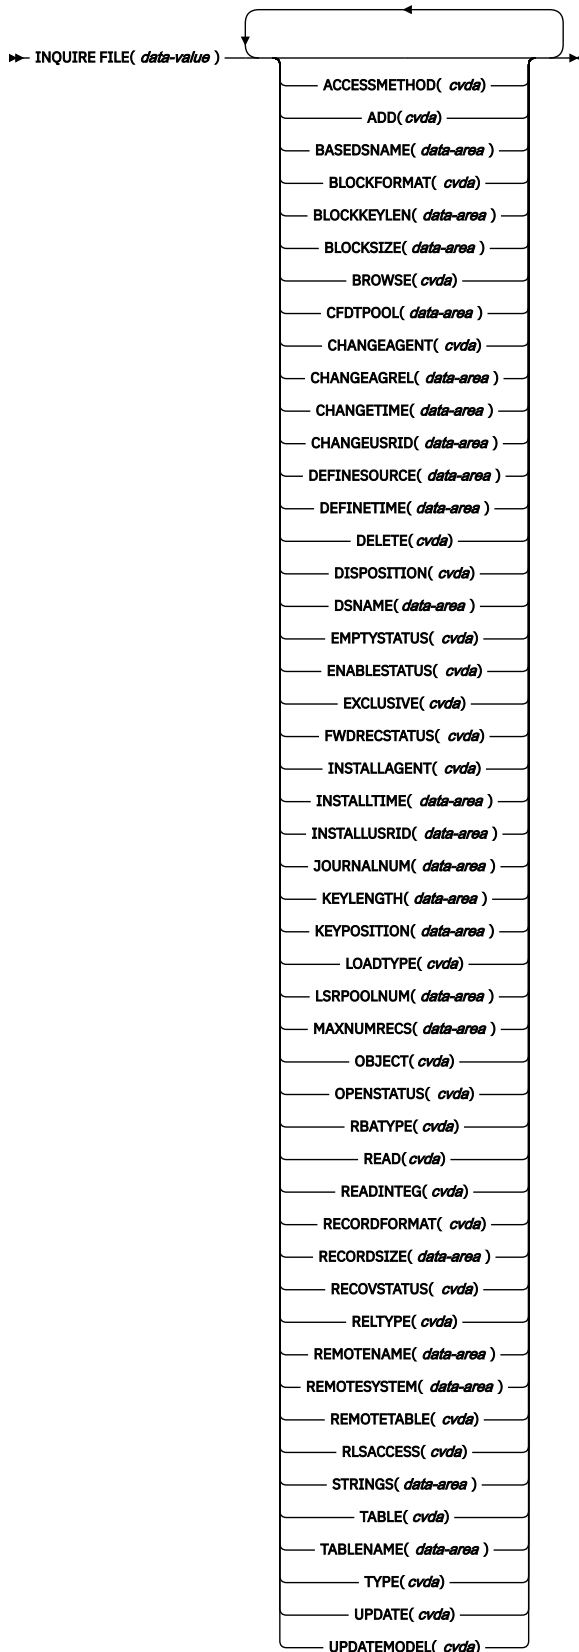 INQUIRE FILE( data-value )
ACCESSMETHOD( cvda)
ADD(cvda)
BASEDSNAME( data-area )
BLOCKFORMAT( cvda)
BLOCKKEYLEN( data-area )
BLOCKSIZE( data-area )
BROWSE( cvda)
CFDTPOOL( data-area )
CHANGEAGENT( cvda)
CHANGEAGREL( data-area )
CHANGETIME( data-area )
CHANGEUSRID( data-area )
DEFINESOURCE( data-area )
DEFINETIME( data-area )
DELETE(cvda)
DISPOSITION( cvda)
DSNAME(data-area )
EMPTYSTATUS( cvda)
ENABLESTATUS( cvda)
EXCLUSIVE( cvda)
FWDRECSTATUS( cvda)
INSTALLAGENT( cvda)
INSTALLTIME( data-area )
INSTALLUSRID( data-area )
JOURNALNUM( data-area )
KEYLENGTH( data-area )
KEYPOSITION( data-area )
LOADTYPE( cvda)
LSRPOOLNUM( data-area )
MAXNUMRECS( data-area )
OBJECT( cvda)
OPENSTATUS( cvda)
RBATYPE( cvda)
READ(cvda)
READINTEG( cvda)
RECORDFORMAT( cvda)
RECORDSIZE( data-area )
RECOVSTATUS( cvda)
RELTYPE( cvda)
REMOTENAME( data-area )
REMOTESYSTEM( data-area )
REMOTETABLE( cvda)
RLSACCESS( cvda)
STRINGS( data-area )
TABLE( cvda)
TABLENAME( data-area )
TYPE( cvda)
UPDATE( cvda)
UPDATEMODEL( cvda)